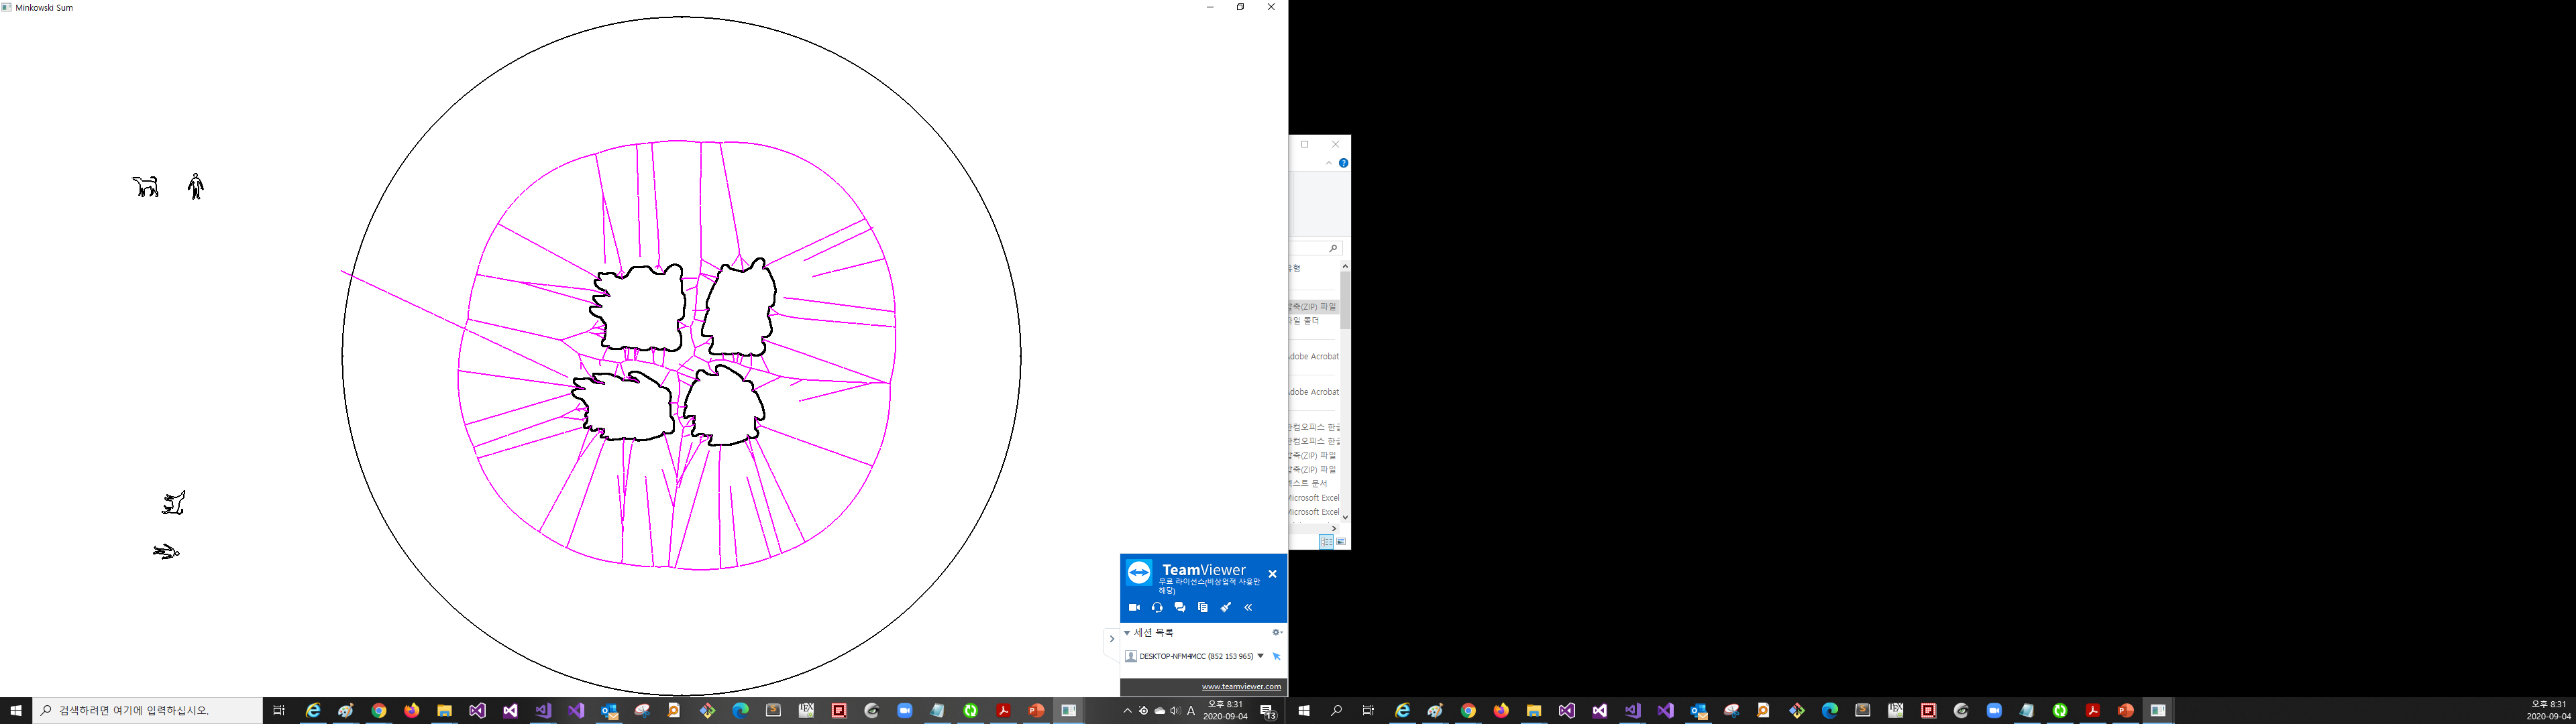 Minkowski Sum
유형
압축(ZIP) 파일
파일 폴더
Adobe Acrobat
Adobe Acrobat
한컴오피스 한글
한컴오피스 한글
압축(ZIP) 파일
압축(ZIP) 파일
텍스트 문서
Microsoft Excel
Microsoft Excel
TeamViewer
무료 라이선스(비상업적 사용만
해당)
세션 목록
DESKTOP-NFM4MCC (852 153 965)
www.teamviewer.com
검색하려면 여기에 입력하십시오.
A
오후 8:31
2020-09-04
13
오후 8:31
2020-09-04